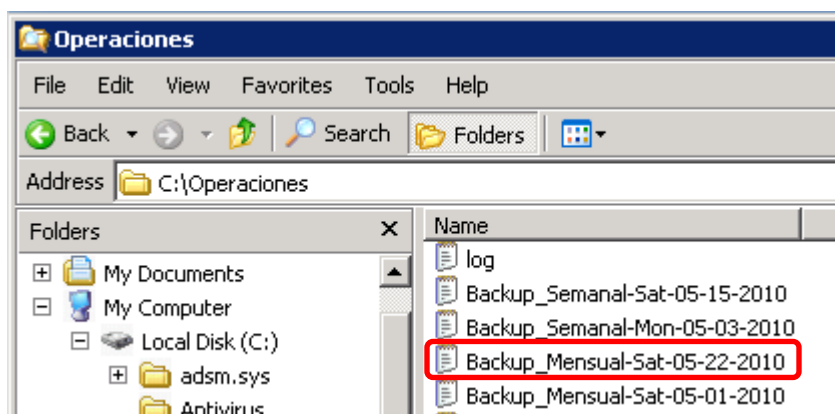 Operaciones
File Edit View Favorites Tools Help
Back Search Folders
Address C:\Operaciones
Folders X
Name
My Documents
My Computer
Local Disk (C:)
adsm.sys
Antivirus
log
Backup_Semanal-Sat-05-15-2010
Backup_Semanal-Mon-05-03-2010
Backup_Mensual-Sat-05-22-2010
Backup_Mensual-Sat-05-01-2010